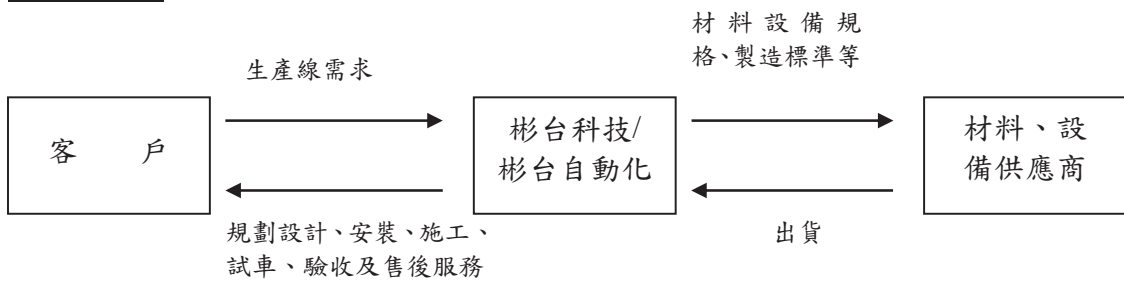 材料設備規
格、製造標準等
生產線需求
客 戶
彬台科技/
彬台自動化
材料、設
備供應商
規劃設計、安裝、施工、
試車、驗收及售後服務
出貨